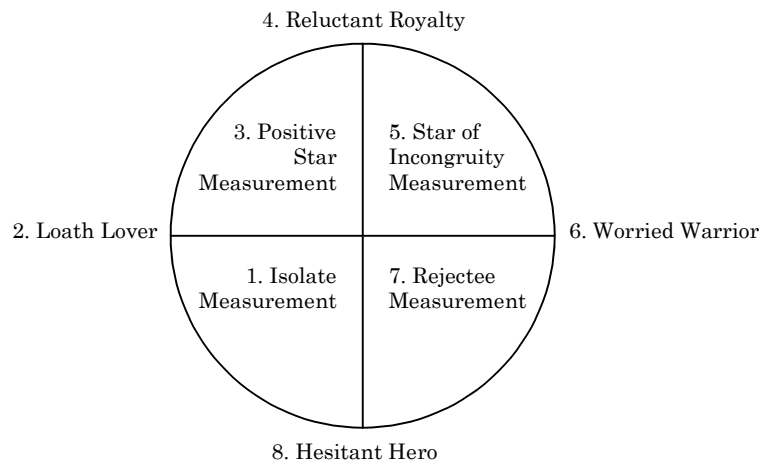 4. Reluctant Royalty
3. Positive
Star
Measurement
5. Star of
Incongruity
Measurement
2. Loath Lover
6. Worried Warrior
1. Isolate
Measurement
7. Rejectee
Measurement
8. Hesitant Hero